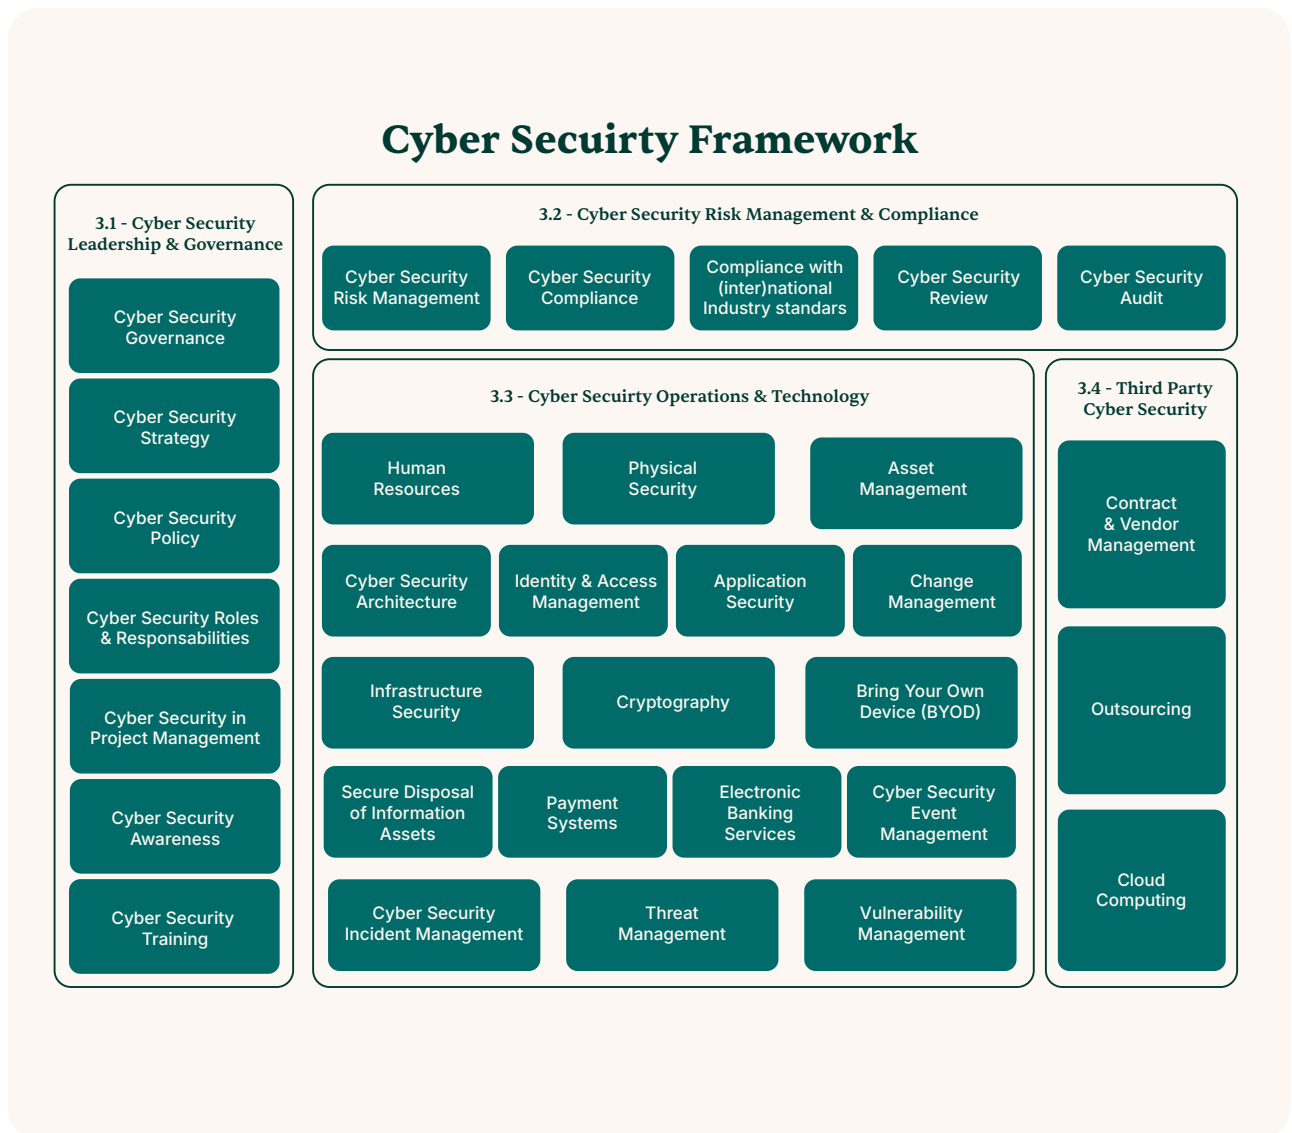 Cyber Secuirty Framework
3.1 - Cyber Security
Leadership & Governance
Cyber Security
Governance
Cyber Security
Strategy
Cyber Security
Policy
Cyber Security Roles
& Responsabilities
Cyber Security in
Project Management
Cyber Security
Awareness
Cyber Security
Training
3.2 - Cyber Security Risk Management & Compliance
Cyber Security
Risk Management
Cyber Security
Compliance
Compliance with
(inter)national
Industry standars
Cyber Security
Review
Cyber Security
Audit
3.3 - Cyber Secuirty Operations & Technology
Human
Resources
Physical
Security
Asset
Management
Cyber Security
Architecture
Identity & Access
Management
Application
Security
Change
Management
Infrastructure
Security
Cryptography
Bring Your Own
Device (BYOD)
Secure Disposal
of Information
Assets
Payment
Systems
Electronic
Banking
Services
Cyber Security
Event
Management
Cyber Security
Incident Management
Threat
Management
Vulnerability
Management
3.4 - Third Party
Cyber Security
Contract
& Vendor
Management
Outsourcing
Cloud
Computing